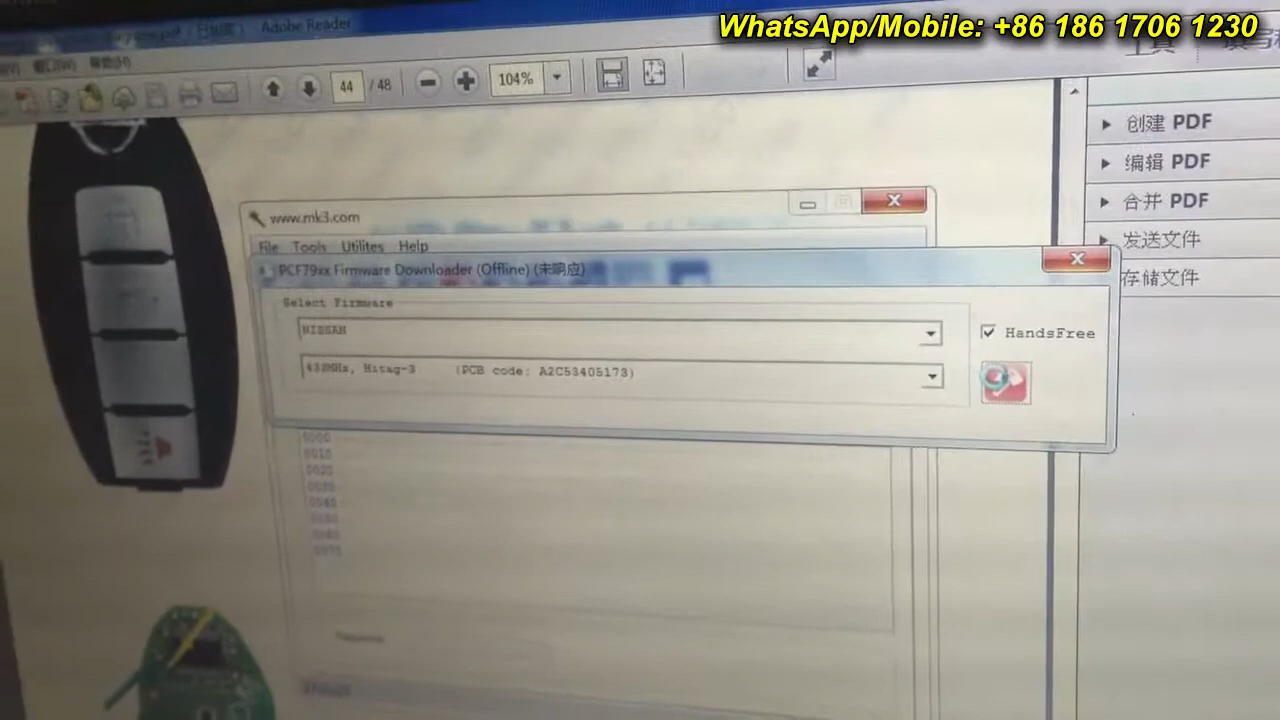 WhatsApp/Mobile: +86 186 1706 1230
Adobe Reader
44 / 48
104%
创建 PDF
编辑 PDF
合并 PDF
发送文件
存储文件
www.mk3.com
File Tools Utilites Help
PCF79xx Firmware Downloader (Offline) (未响应)
Select Firmware
NISSAN
HandsFree
433MHz, Hitag-3 (PCB code: A2C53405173)
0000
0010
0020
0030
0040
0050
0060
0070